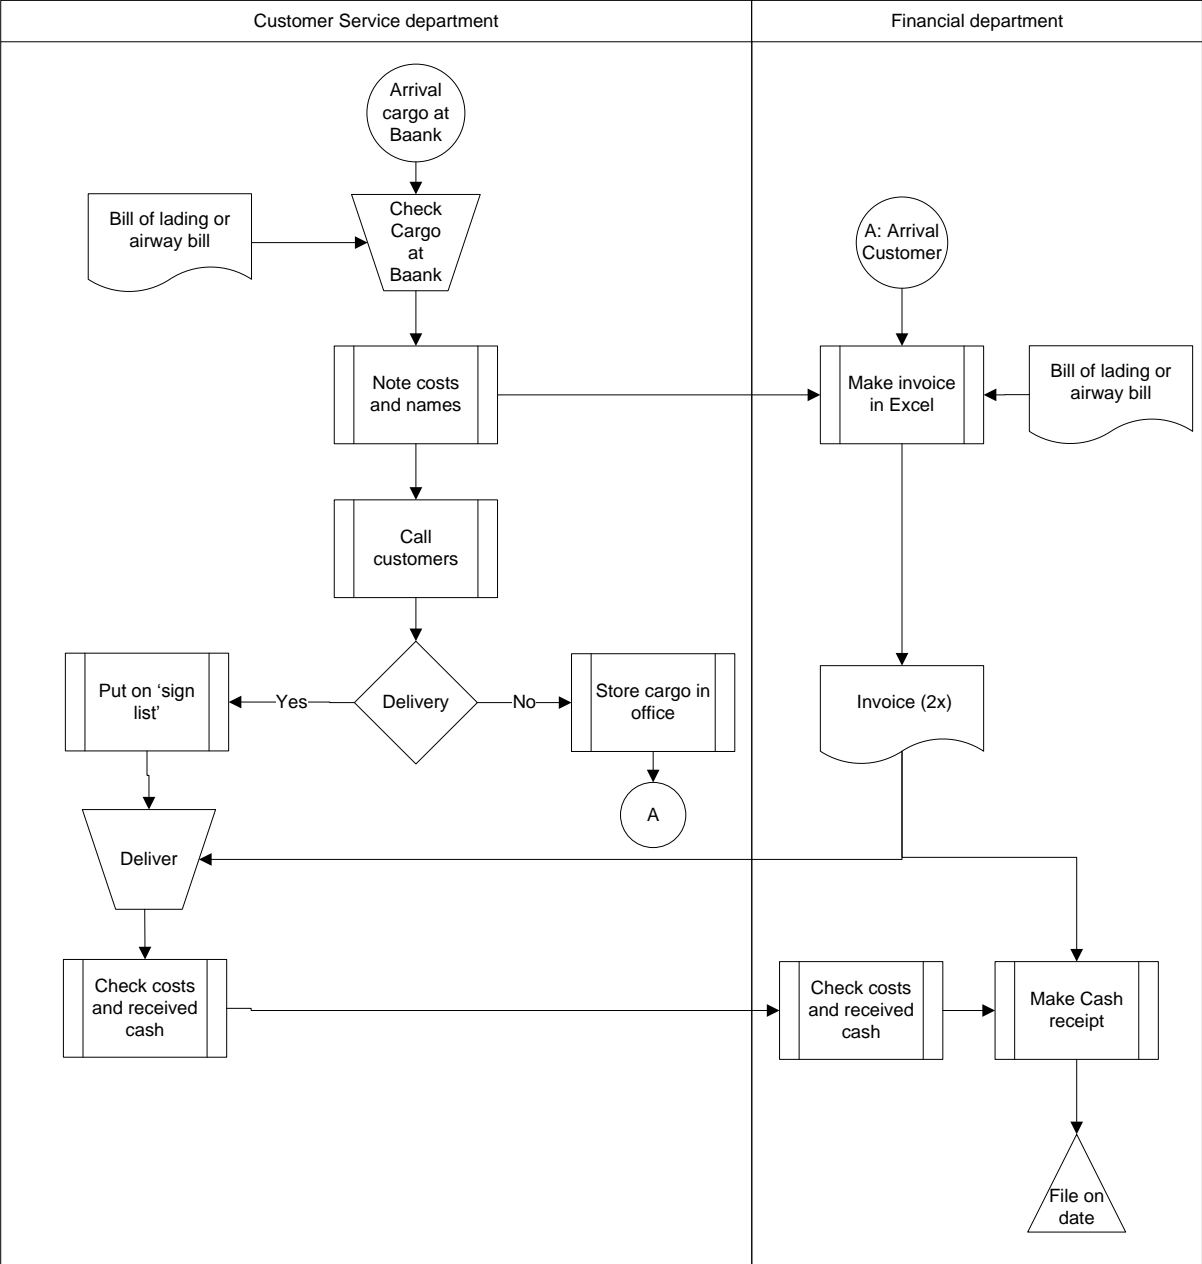 Customer Service department
Financial department
Arrival
cargo at
Baank
Bill of lading or
airway bill
Check
Cargo
at
Baank
A: Arrival
Customer
Note costs
and names
Make invoice
in Excel
Bill of lading or
airway bill
Call
customers
Put on ‘sign
list’
Yes
Delivery
No
Store cargo in
office
Invoice (2x)
A
Deliver
Check costs
and received
cash
Check costs
and received
cash
Make Cash
receipt
File on
date